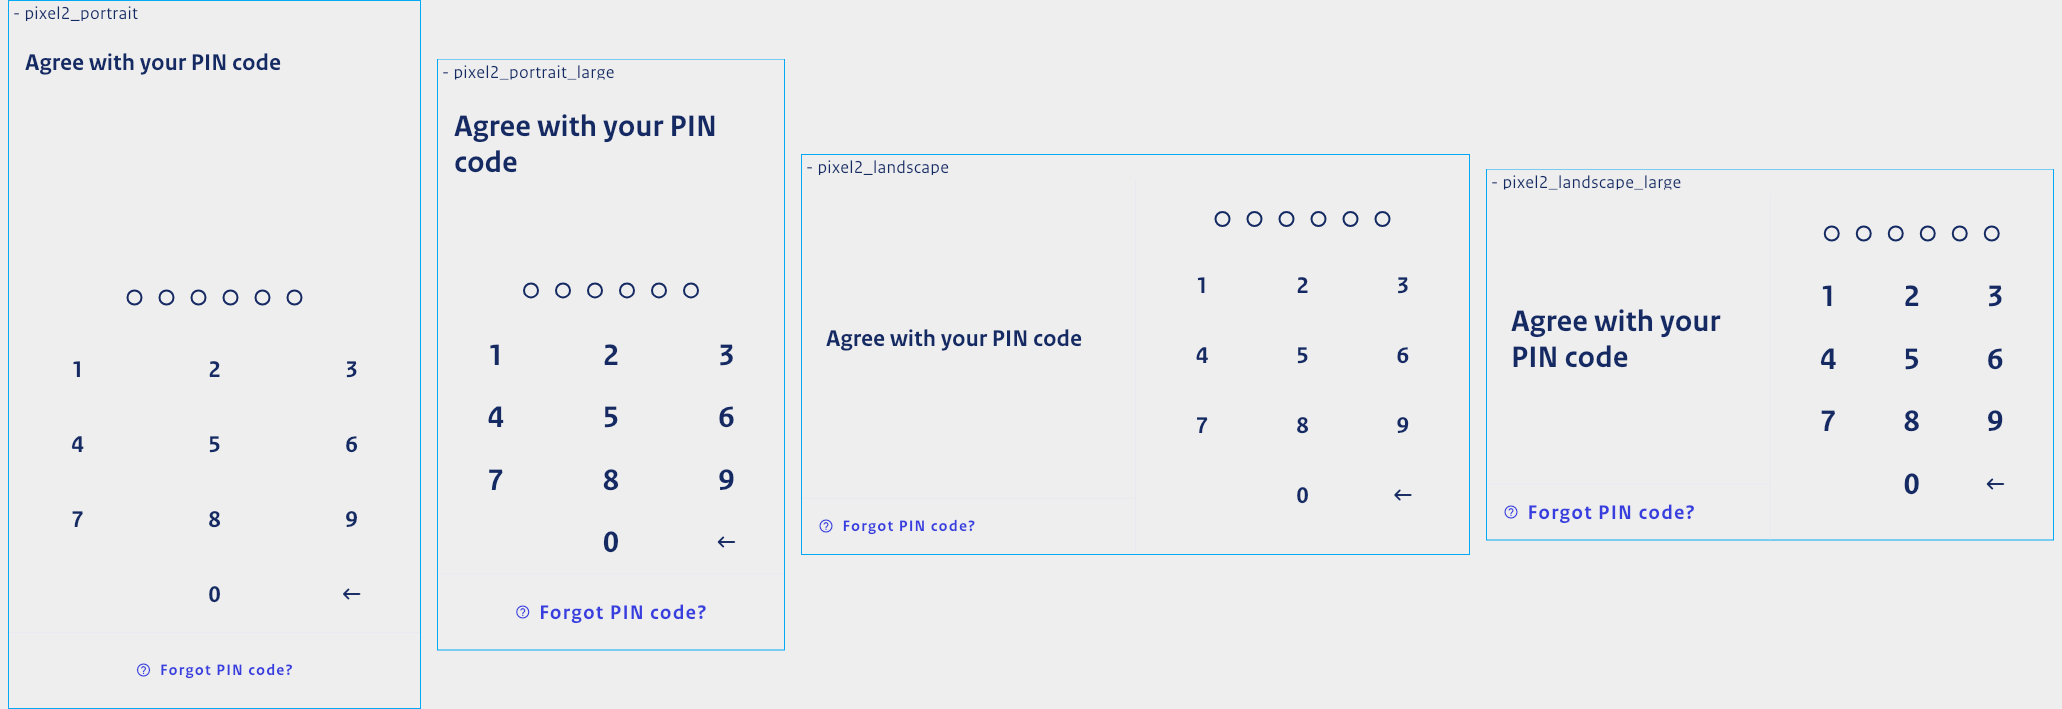 - pixel2_portrait
Agree with your PIN code
1 2 3
4 5 6
7 8 9
0 ←
Forgot PIN code?
- pixel2_portrait_large
Agree with your PIN
code
1 2 3
4 5 6
7 8 9
0 ←
Forgot PIN code?
- pixel2_landscape
Agree with your PIN code
Forgot PIN code?
1 2 3
4 5 6
7 8 9
0 ←
- pixel2_landscape_large
Agree with your
PIN code
Forgot PIN code?
1 2 3
4 5 6
7 8 9
0 ←